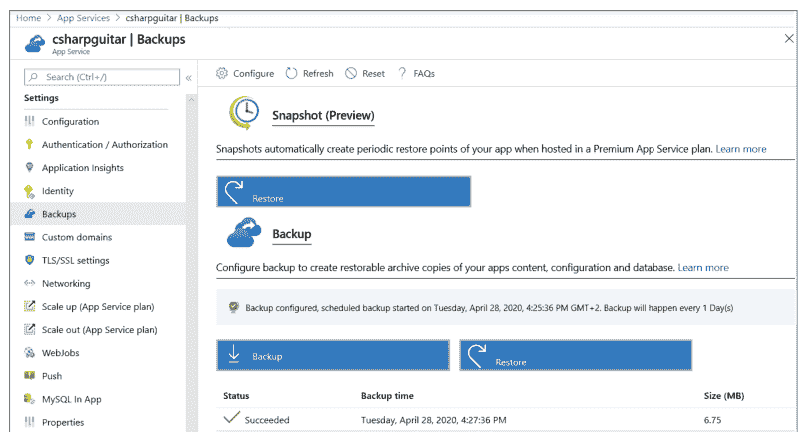 Home > App Services > csharpguitar | Backups
csharpguitar | Backups
App Service
Search (Ctrl+/)
«
Settings
Configuration
Authentication / Authorization
Application Insights
Identity
Backups
Custom domains
TLS/SSL settings
Networking
Scale up (App Service plan)
Scale out (App Service plan)
WebJobs
Push
MySQL In App
Properties
Configure Refresh Reset ? FAQs
Snapshot (Preview)
Snapshots automatically create periodic restore points of your app when hosted in a Premium App Service plan. Learn more
Restore
Backup
Configure backup to create restorable archive copies of your apps content, configuration and database. Learn more
Backup configured, scheduled backup started on Tuesday, April 28, 2020, 4:25:36 PM GMT+2. Backup will happen every 1 Day(s)
Backup Restore
Status Backup time Size (MB)
Succeeded Tuesday, April 28, 2020, 4:27:36 PM 6.75